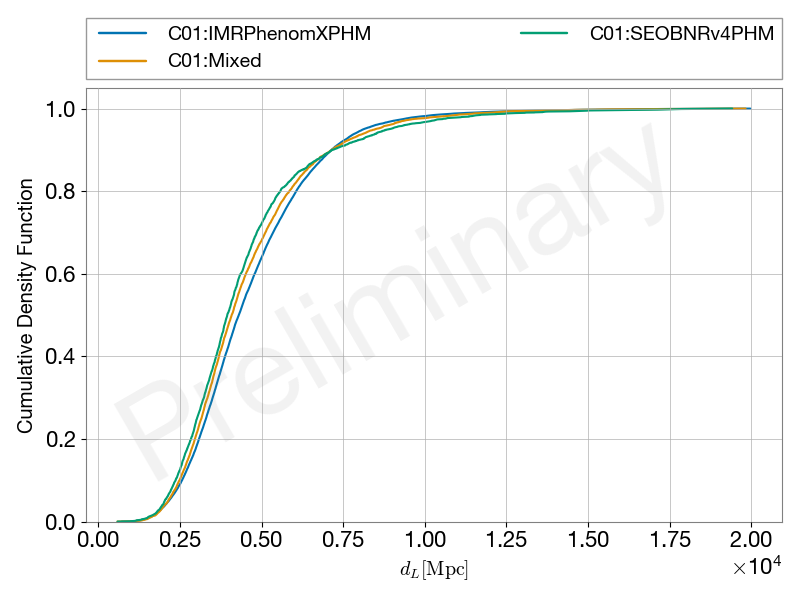 C01:IMRPhenomXPHM
C01:Mixed
C01:SEOBNRv4PHM
Cumulative Density Function
1.0
0.8
0.6
0.4
0.2
0.0
Preliminary
0.00 0.25 0.50 0.75 1.00 1.25 1.50 1.75 2.00
×10⁴
d_L[Mpc]